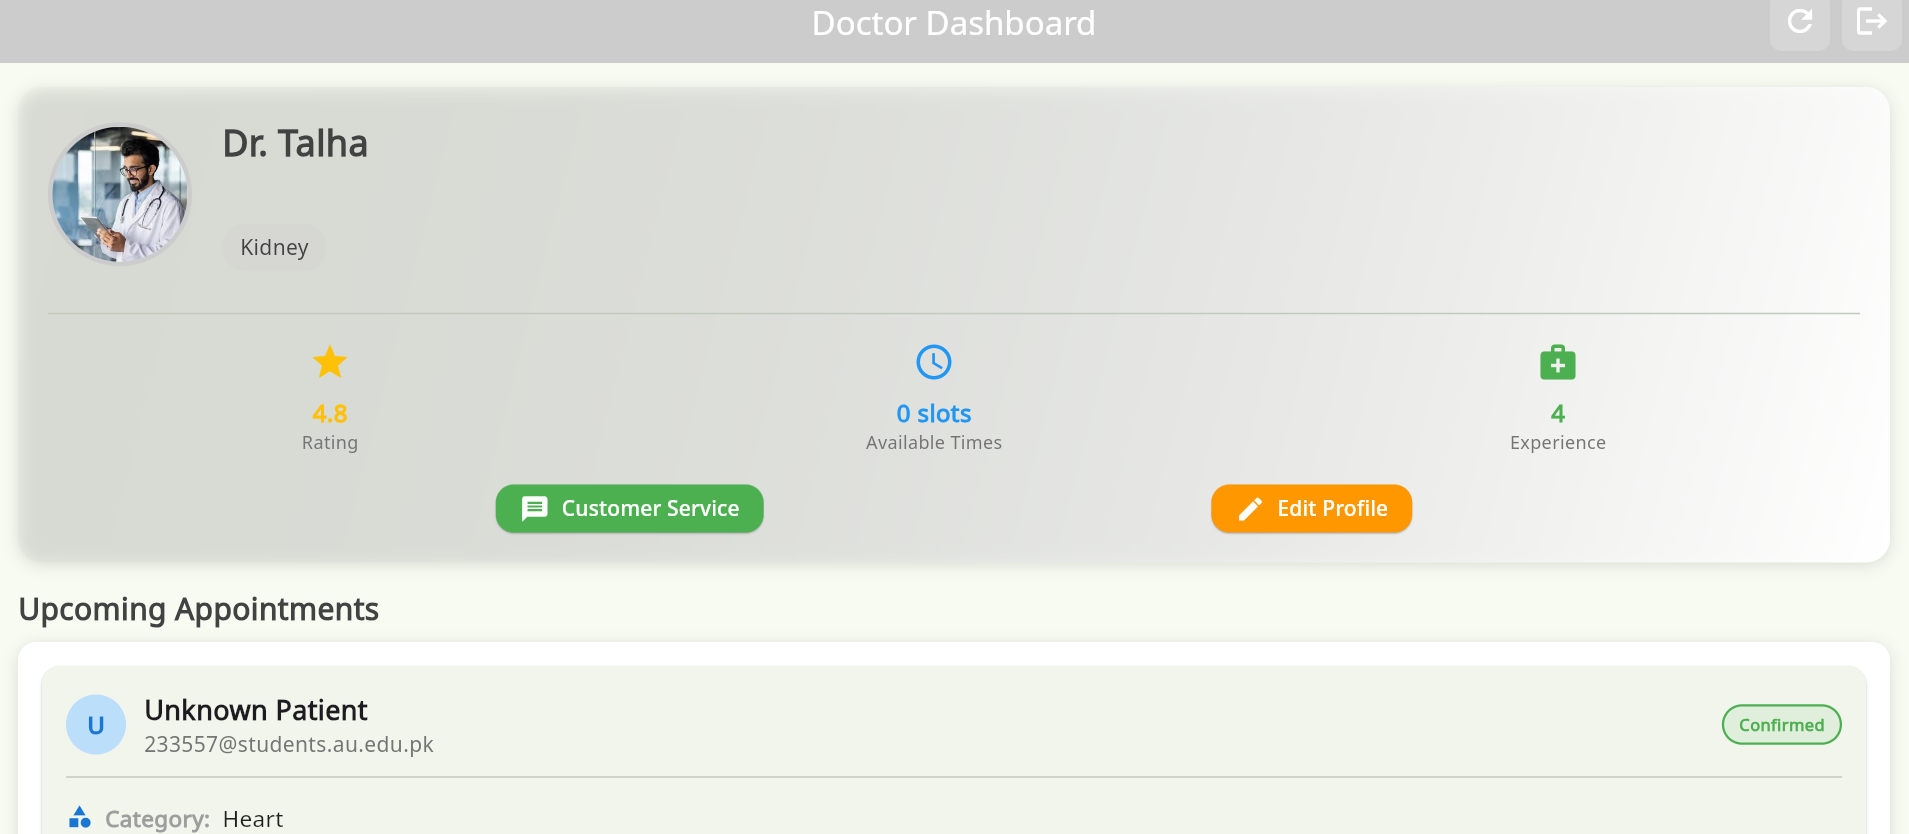 Doctor Dashboard
Dr. Talha
Kidney
4.8
Rating
0 slots
Available Times
4
Experience
Customer Service
Edit Profile
Upcoming Appointments
U
Unknown Patient
233557@students.au.edu.pk
Confirmed
Category: Heart